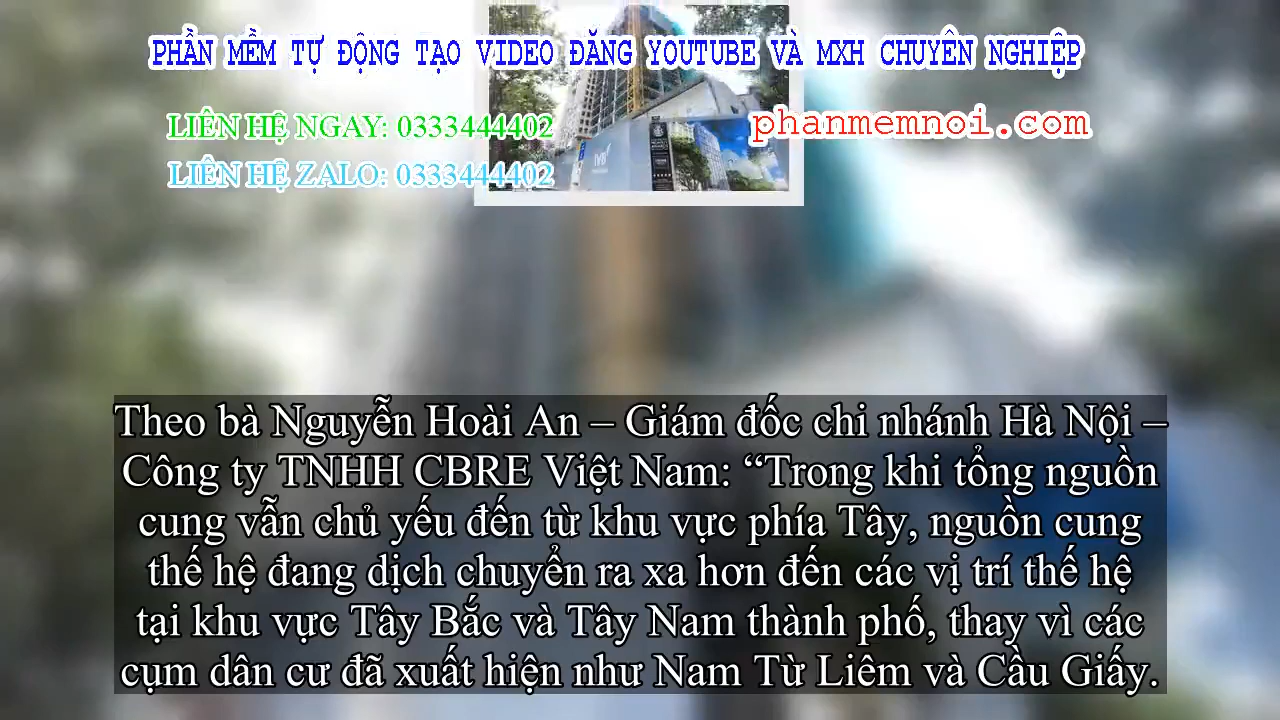 PHẦN MỀM TỰ ĐỘNG TẠO VIDEO ĐĂNG YOUTUBE VÀ MXH CHUYÊN NGHIỆP
LIÊN HỆ NGAY: 0333444402
phanmemnoi.com
LIÊN HỆ ZALO: 0333444402
Theo bà Nguyễn Hoài An – Giám đốc chi nhánh Hà Nội –
Công ty TNHH CBRE Việt Nam: “Trong khi tổng nguồn
cung vẫn chủ yếu đến từ khu vực phía Tây, nguồn cung
thế hệ đang dịch chuyển ra xa hơn đến các vị trí thế hệ
tại khu vực Tây Bắc và Tây Nam thành phố, thay vì các
cụm dân cư đã xuất hiện như Nam Từ Liêm và Cầu Giấy.